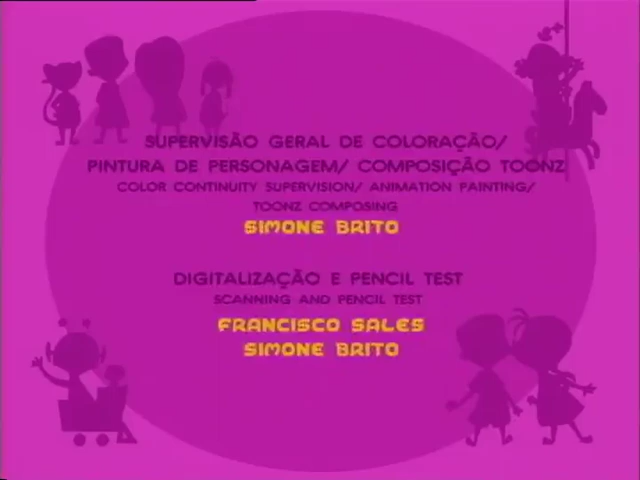 SUPERVISÃO GERAL DE COLORAÇÃO/
PINTURA DE PERSONAGEM/ COMPOSIÇÃO TOONZ
COLOR CONTINUITY SUPERVISION/ ANIMATION PAINTING/
TOONZ COMPOSING
SIMONE BRITO
DIGITALIZAÇÃO E PENCIL TEST
SCANNING AND PENCIL TEST
FRANCISCO SALES
SIMONE BRITO